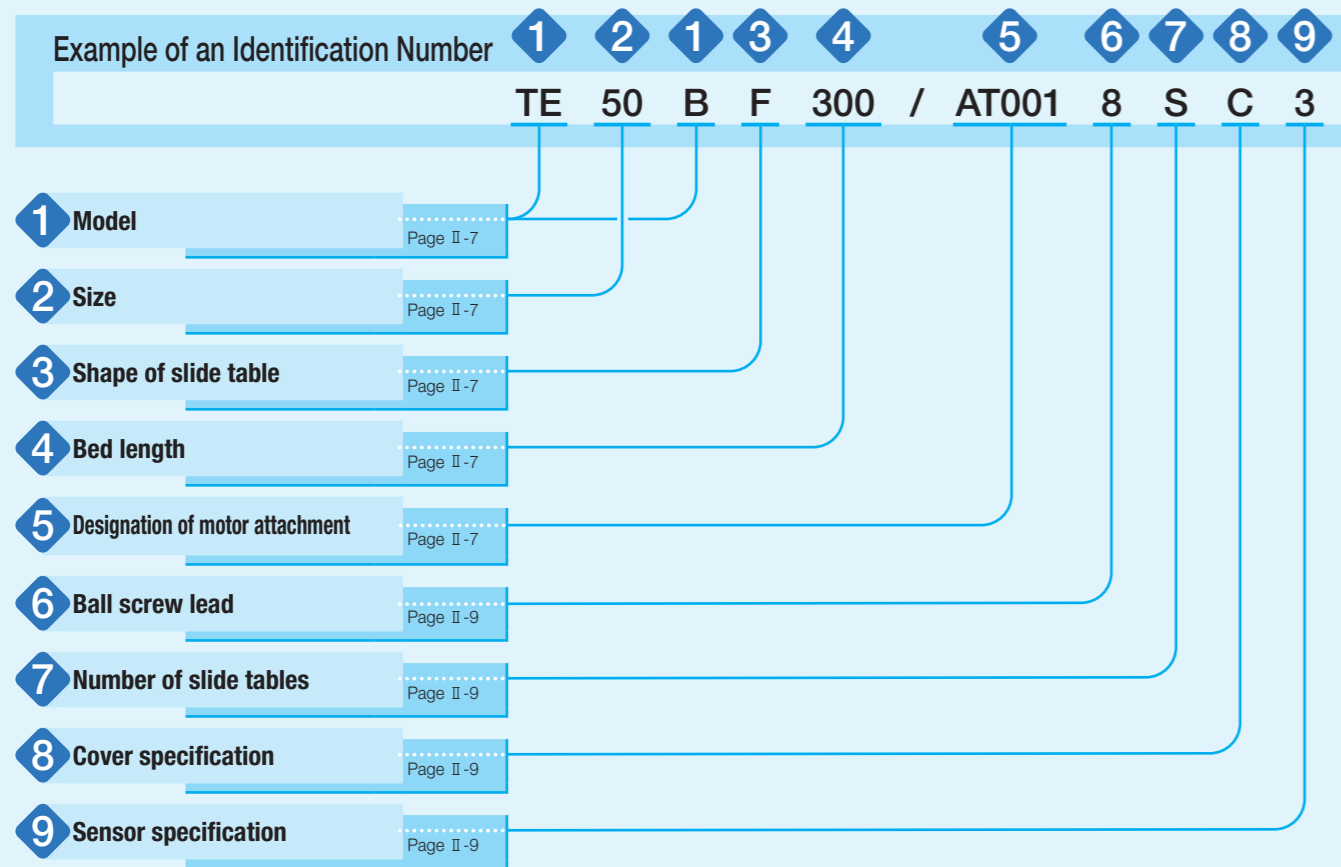 Example of an Identification Number 1 2 1 3 4 5 6 7 8 9
TE 50 B F 300 / AT001 8 S C 3
1 Model
Page Ⅱ-7
2 Size
Page Ⅱ-7
3 Shape of slide table
Page Ⅱ-7
4 Bed length
Page Ⅱ-7
5 Designation of motor attachment
Page Ⅱ-7
6 Ball screw lead
Page Ⅱ-9
7 Number of slide tables
Page Ⅱ-9
8 Cover specification
Page Ⅱ-9
9 Sensor specification
Page Ⅱ-9